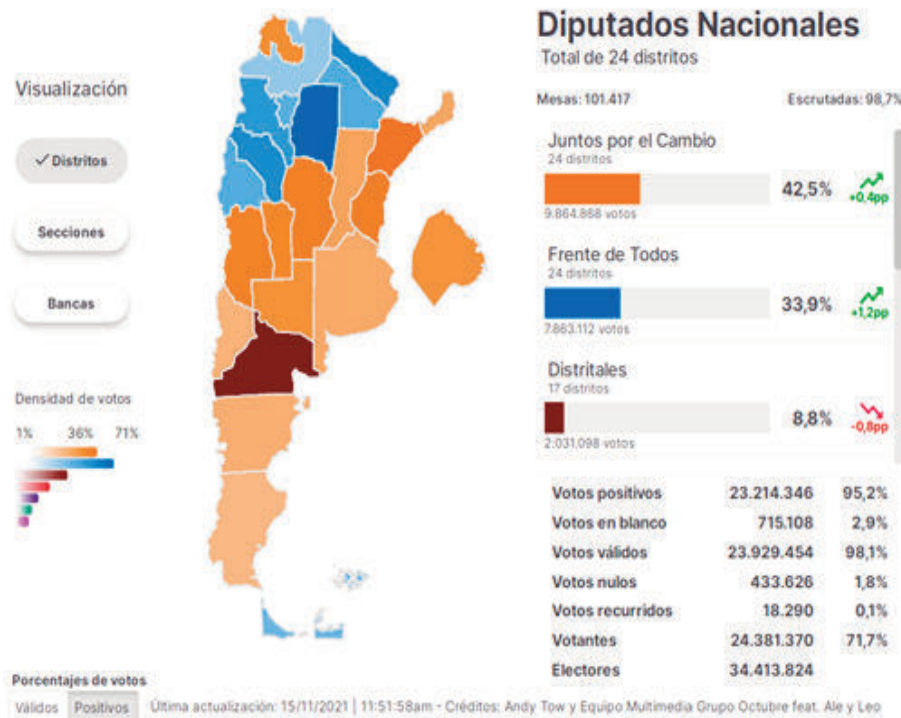 Diputados Nacionales
Total de 24 distritos
Mesas: 101.417 Escrutadas: 98,7%
Visualización
✓ Distritos
Secciones
Bancas
Densidad de votos
1% 36% 71%
Juntos por el Cambio
24 distritos
42,5% +0,4pp
9.864.868 votos
Frente de Todos
24 distritos
33,9% +1,2pp
7.863.112 votos
Distritales
17 distritos
8,8% -0,8pp
2.031.098 votos
Votos positivos 23.214.346 95,2%
Votos en blanco 715.108 2,9%
Votos válidos 23.929.454 98,1%
Votos nulos 433.626 1,8%
Votos recurridos 18.290 0,1%
Votantes 24.381.370 71,7%
Electores 34.413.824
Porcentajes de votos
Válidos Positivos
Última actualización: 15/11/2021 | 11:51:58am - Créditos: Andy Tow y Equipo Multimedia Grupo Octubre feat. Ale y Leo